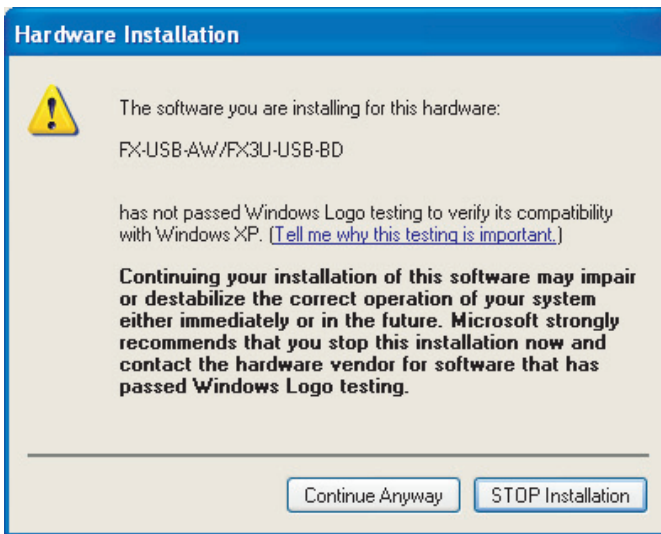 Hardware Installation
The software you are installing for this hardware:
FX-USB-AW/FX3U-USB-BD
has not passed Windows Logo testing to verify its compatibility
with Windows XP. (Tell me why this testing is important.)
Continuing your installation of this software may impair
or destabilize the correct operation of your system
either immediately or in the future. Microsoft strongly
recommends that you stop this installation now and
contact the hardware vendor for software that has
passed Windows Logo testing.
Continue Anyway
STOP Installation